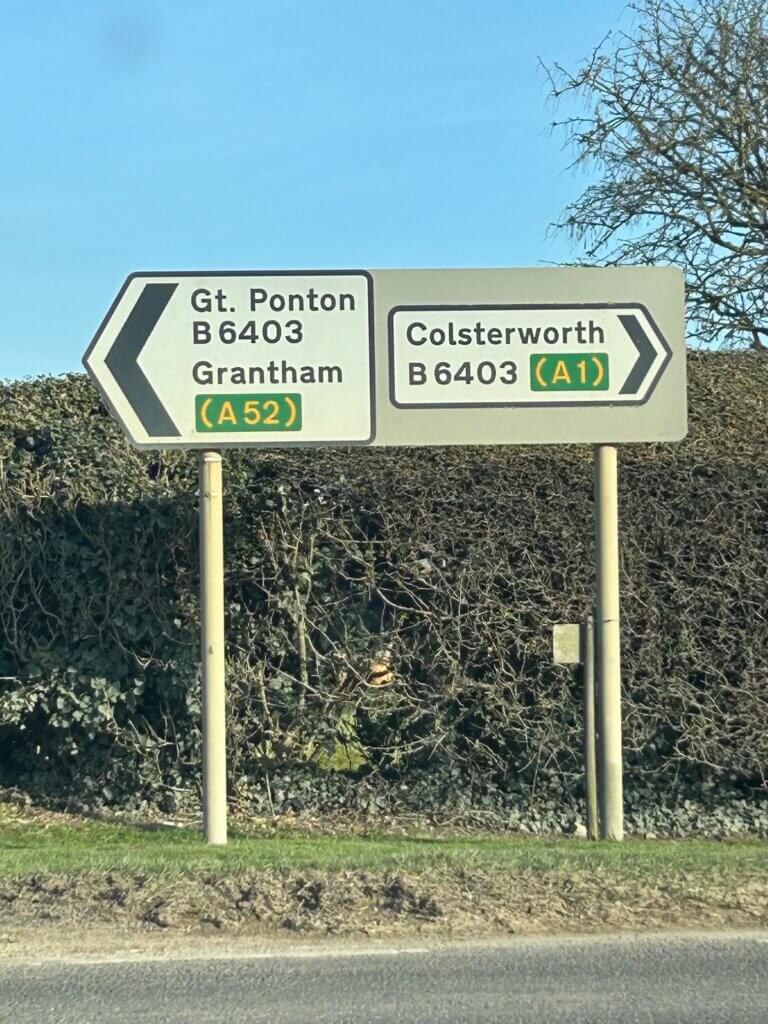 Gt. Ponton
B6403
Grantham
(A52)
Colsterworth
B6403 (A1)